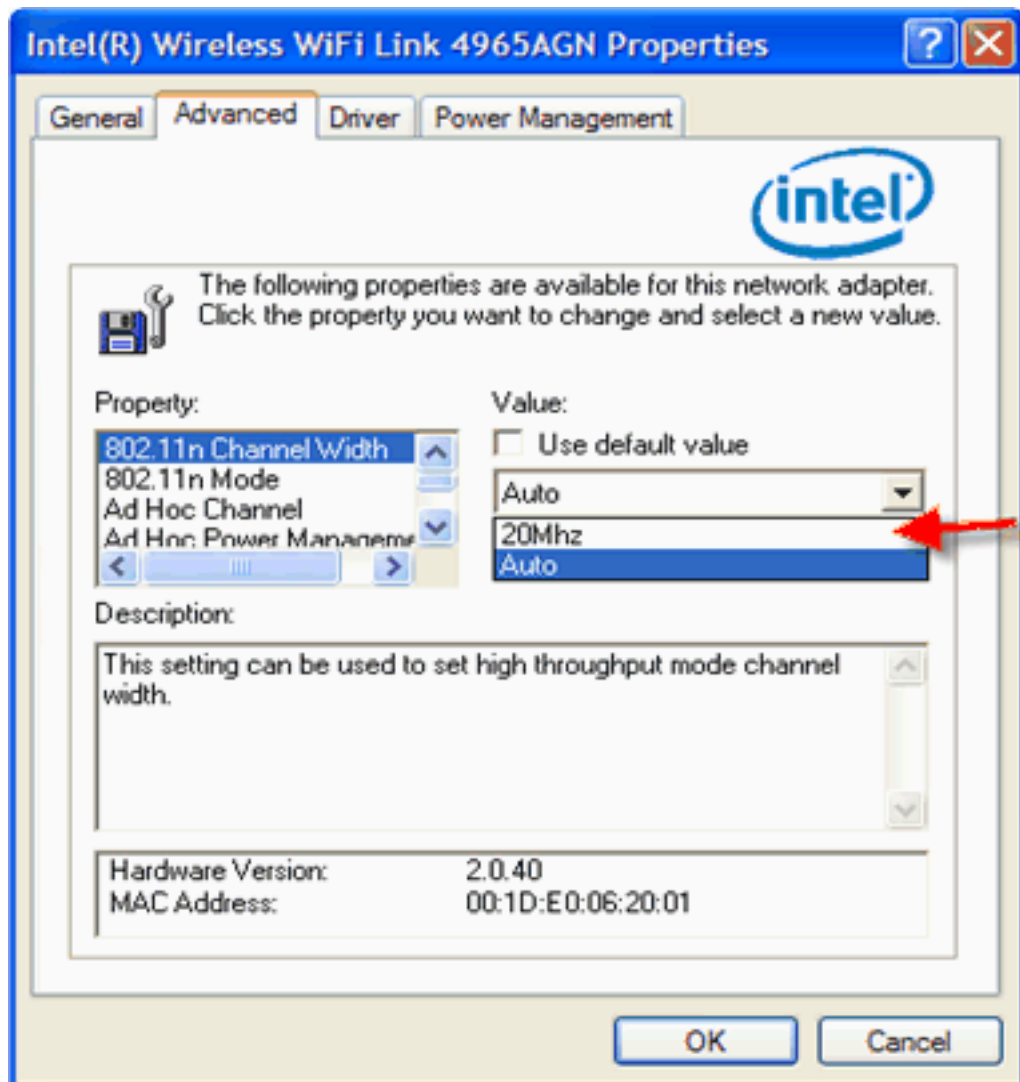 Intel(R) Wireless WiFi Link 4965AGN Properties
General
Advanced
Driver
Power Management
intel
The following properties are available for this network adapter.
Click the property you want to change and select a new value.
Property:
802.11n Channel Width
802.11n Mode
Ad Hoc Channel
Ad Hoc Power Manageme
Value:
Use default value
Auto
20Mhz
Auto
Description:
This setting can be used to set high throughput mode channel
width.
Hardware Version: 2.0.40
MAC Address: 00:1D:E0:06:20:01
OK
Cancel